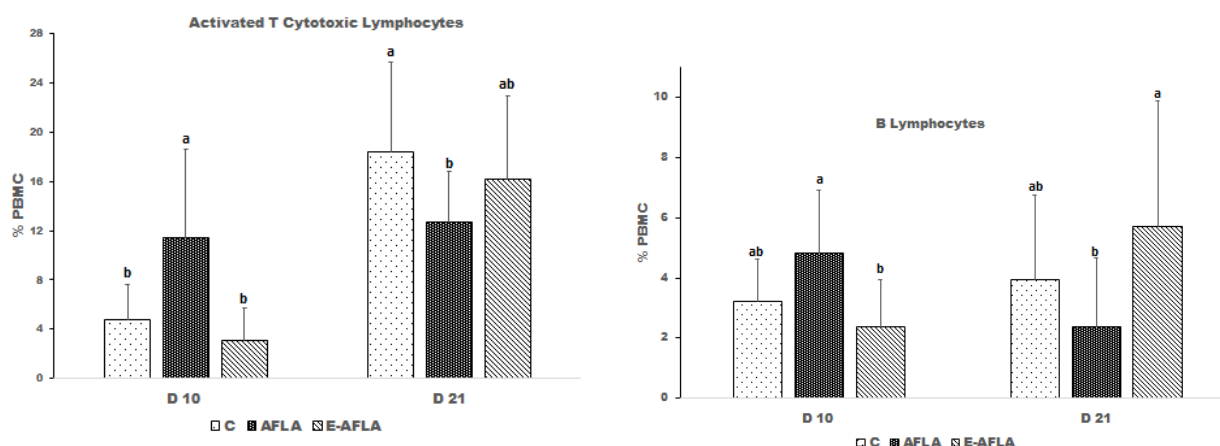 Activated T Cytotoxic Lymphocytes
28
24
20
16
12
8
4
0
% PBMC
b
a
b
a
b
ab
D 10
D 21
C AFLA E-AFLA
B Lymphocytes
10
8
6
4
2
0
% PBMC
ab
a
b
ab
b
a
D 10
D 21
C AFLA E-AFLA